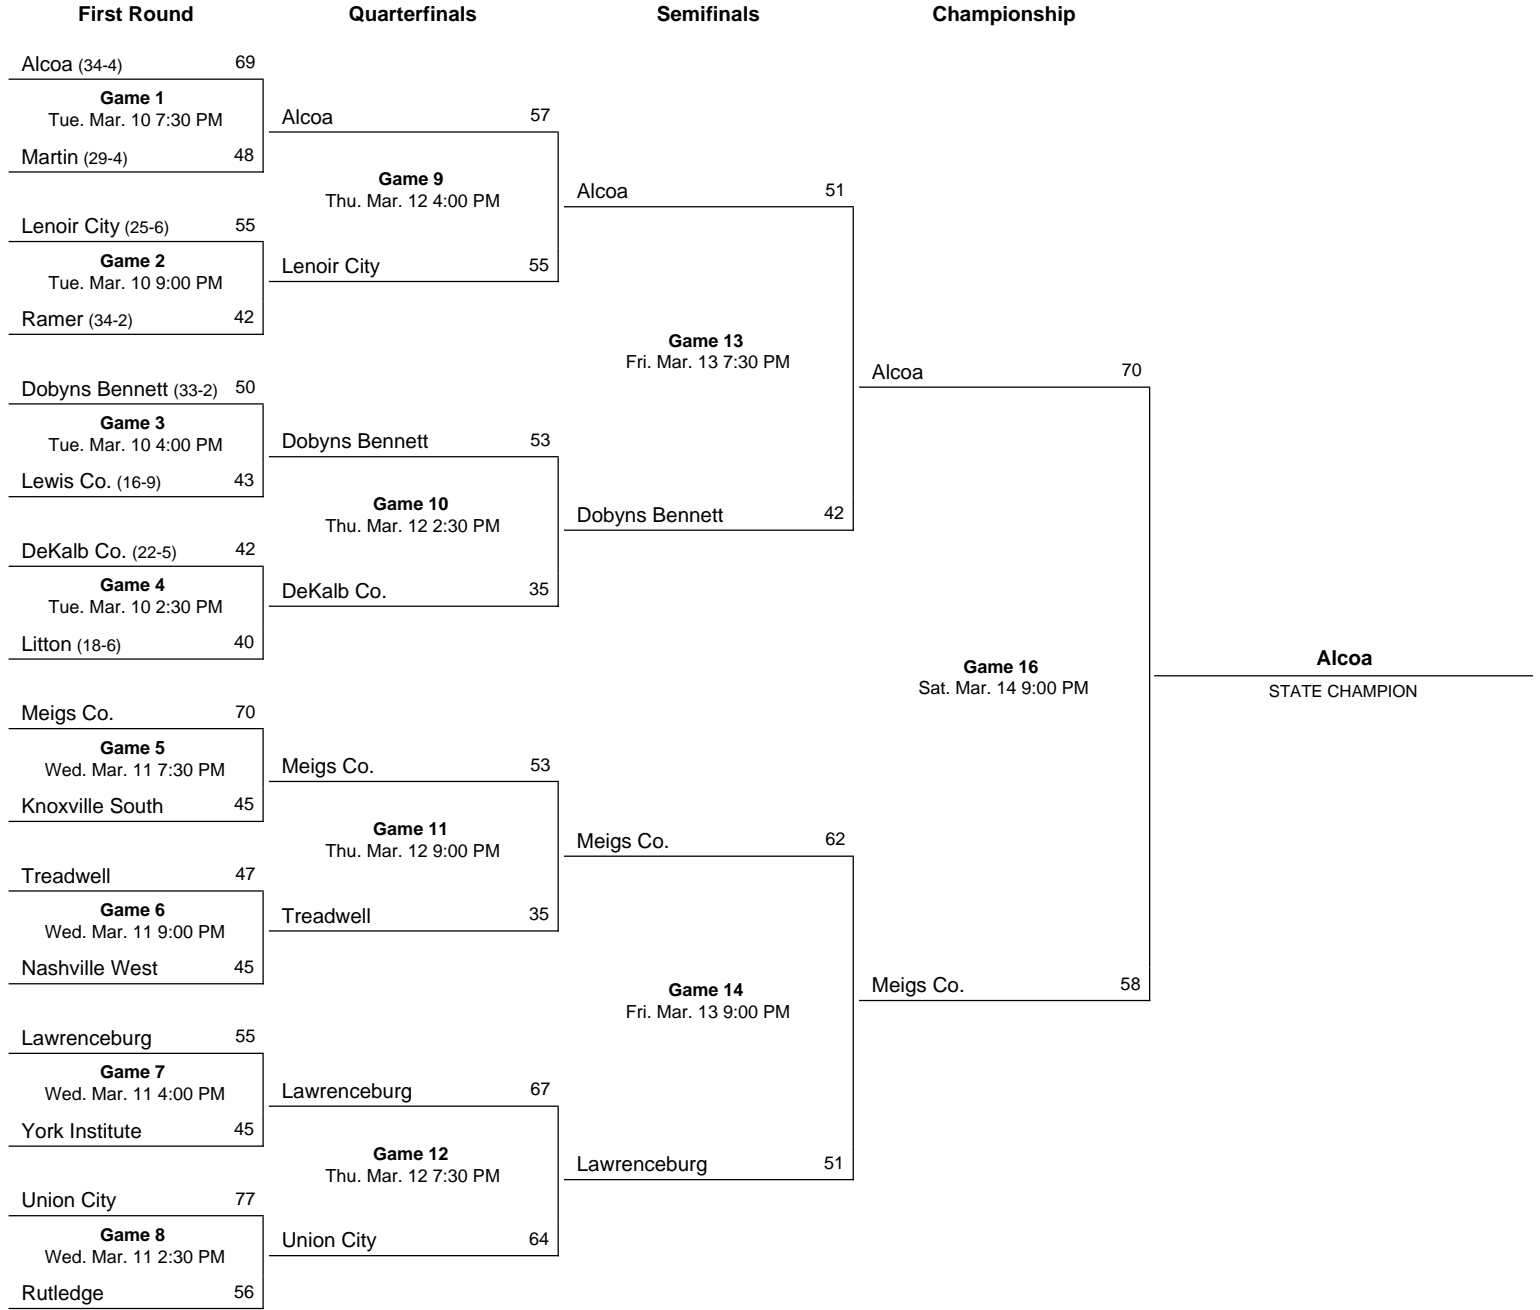 First Round Quarterfinals Semifinals Championship
Alcoa (34-4) 69
Game 1
Tue. Mar. 10 7:30 PM
Martin (29-4) 48
Lenoir City (25-6) 55
Game 2
Tue. Mar. 10 9:00 PM
Ramer (34-2) 42
Dobyns Bennett (33-2) 50
Game 3
Tue. Mar. 10 4:00 PM
Lewis Co. (16-9) 43
DeKalb Co. (22-5) 42
Game 4
Tue. Mar. 10 2:30 PM
Litton (18-6) 40
Meigs Co. 70
Game 5
Wed. Mar. 11 7:30 PM
Knoxville South 45
Treadwell 47
Game 6
Wed. Mar. 11 9:00 PM
Nashville West 45
Lawrenceburg 55
Game 7
Wed. Mar. 11 4:00 PM
York Institute 45
Union City 77
Game 8
Wed. Mar. 11 2:30 PM
Rutledge 56
Alcoa 57
Game 9
Thu. Mar. 12 4:00 PM
Lenoir City 55
Dobyns Bennett 53
Game 10
Thu. Mar. 12 2:30 PM
DeKalb Co. 35
Meigs Co. 53
Game 11
Thu. Mar. 12 9:00 PM
Treadwell 35
Lawrenceburg 67
Game 12
Thu. Mar. 12 7:30 PM
Union City 64
Alcoa 51
Game 13
Fri. Mar. 13 7:30 PM
Dobyns Bennett 42
Meigs Co. 62
Game 14
Fri. Mar. 13 9:00 PM
Lawrenceburg 51
Alcoa 70
Game 16
Sat. Mar. 14 9:00 PM
Meigs Co. 58
Alcoa
STATE CHAMPION